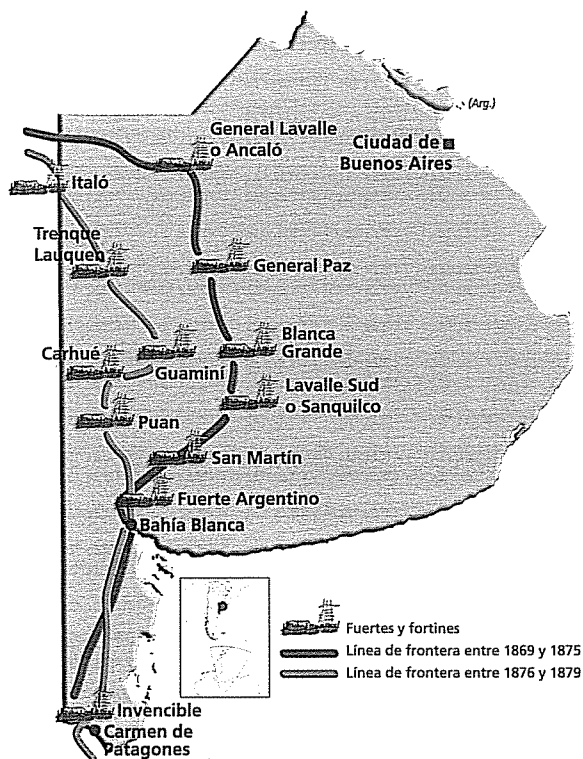 (Arg.)
General Lavalle
o Ancaló
Ciudad de
Buenos Aires
Italó
Trenque
Lauquen
General Paz
Blanca
Grande
Carhué
Guaminí
Lavalle Sud
o Sanquilco
Puan
San Martín
Fuerte Argentino
Bahía Blanca
P
Fuertes y fortines
Línea de frontera entre 1869 y 1875
Línea de frontera entre 1876 y 1879
Invencible
Carmen de
Patagones